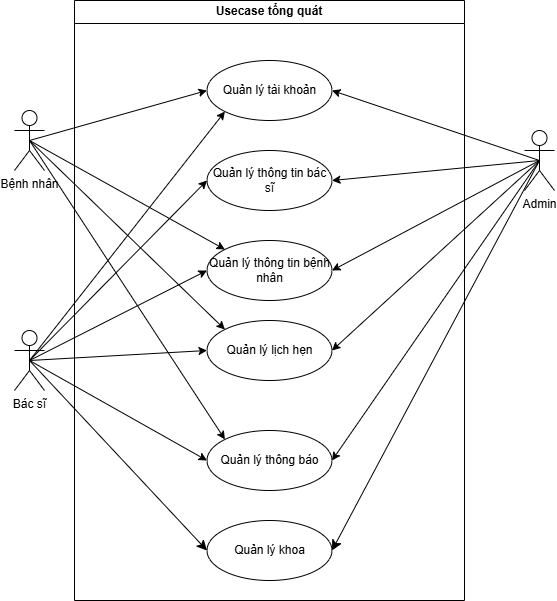 Usecase tổng quát
Quản lý tài khoản
Bệnh nhân
Quản lý thông tin bác
sĩ
Admin
Quản lý thông tin bệnh
nhân
Quản lý lịch hẹn
Bác sĩ
Quản lý thông báo
Quản lý khoa